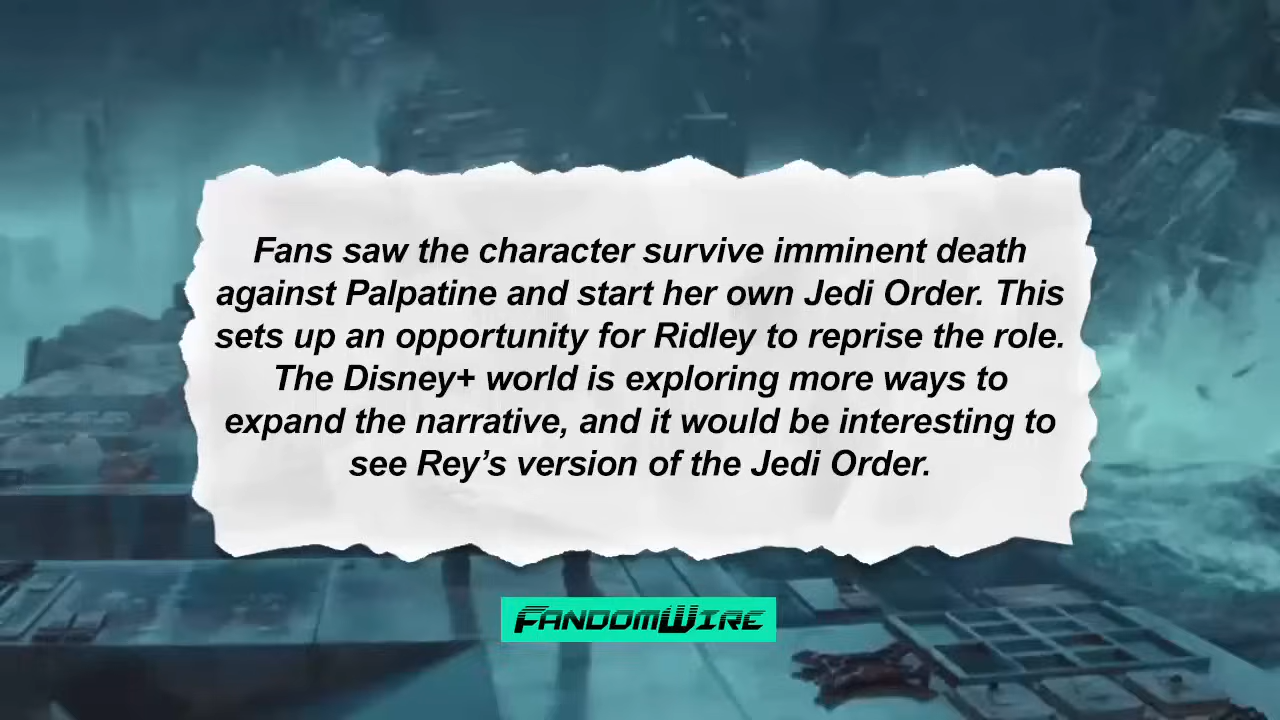 Fans saw the character survive imminent death
against Palpatine and start her own Jedi Order. This
sets up an opportunity for Ridley to reprise the role.
The Disney+ world is exploring more ways to
expand the narrative, and it would be interesting to
see Rey’s version of the Jedi Order.
FANDOMWIRE